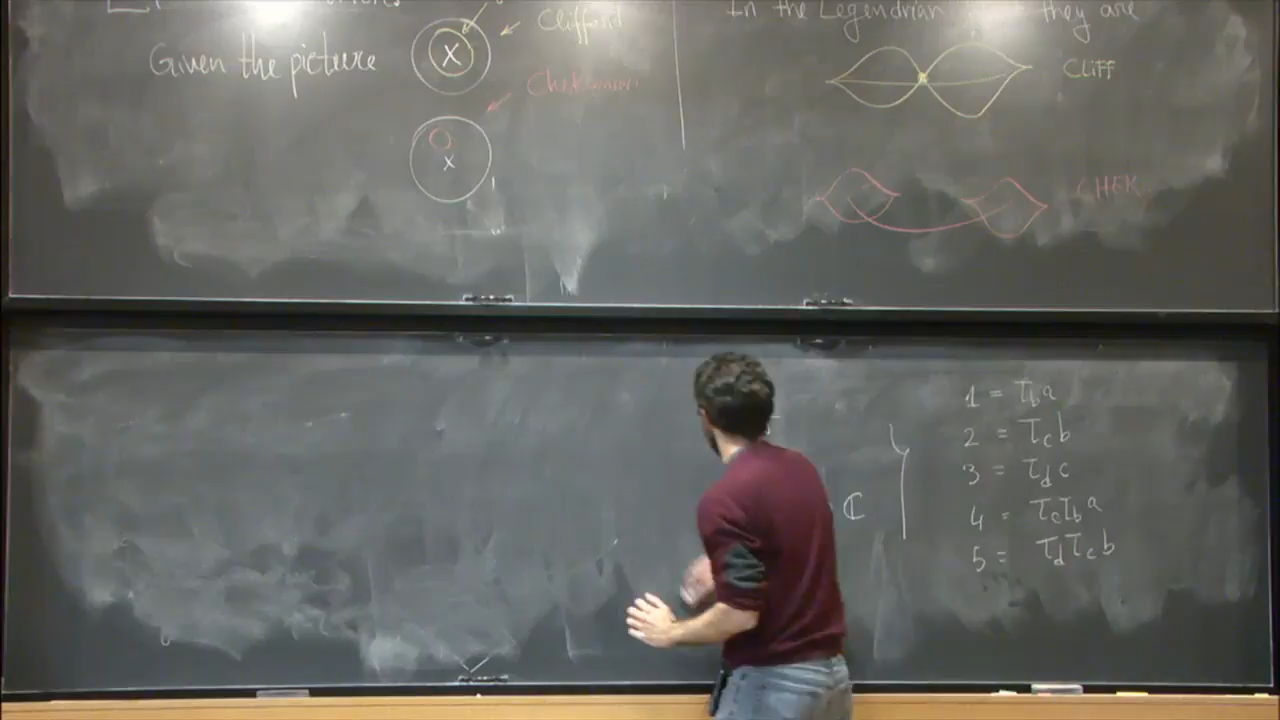 Given the picteure
X
Clifford
Chekanov
x
In the Legendrian
they are
Cliff
CHEK
ℂ
1 = τ_b a
2 = τ_c b
3 = τ_d c
4 = τ_c τ_b a
5 = τ_d τ_c b